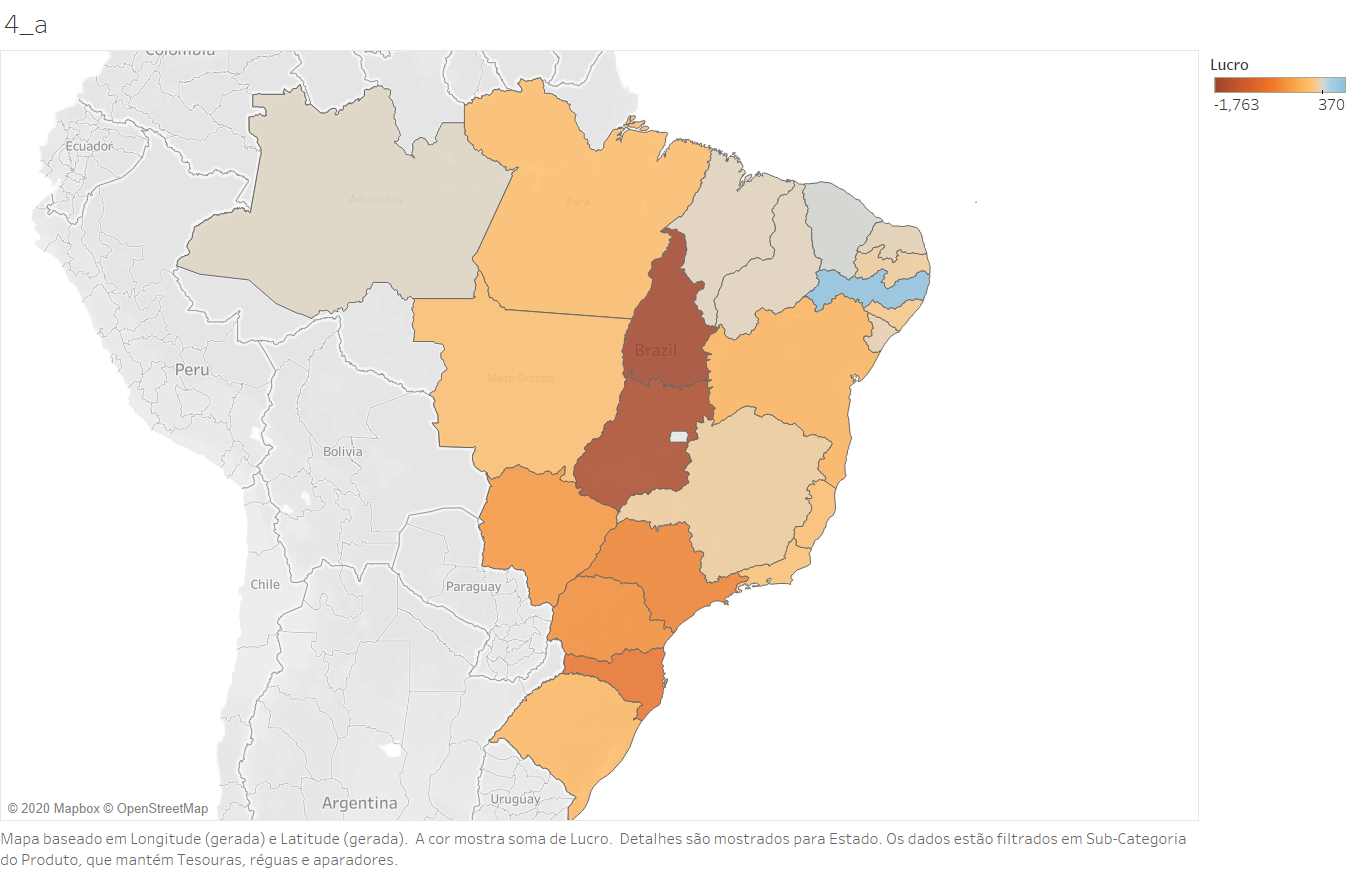 4_a
Lucro
-1,763
370
Colombia
Ecuador
Amazonas
Pará
Brazil
Peru
Mato Grosso
Bolivia
Chile
Paraguay
Argentina
Uruguay
© 2020 Mapbox © OpenStreetMap
Mapa baseado em Longitude (gerada) e Latitude (gerada).  A cor mostra soma de Lucro.  Detalhes são mostrados para Estado. Os dados estão filtrados em Sub-Categoria
do Produto, que mantém Tesouras, réguas e aparadores.